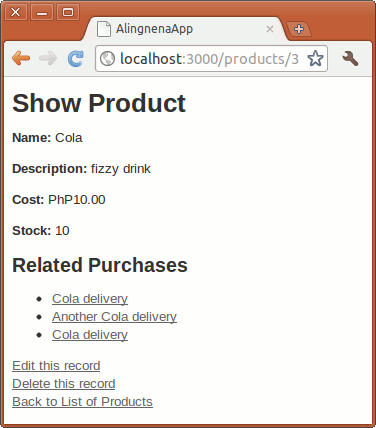 AlingnenaApp
localhost:3000/products/3
Show Product
Name: Cola
Description: fizzy drink
Cost: PhP10.00
Stock: 10
Related Purchases
Cola delivery
Another Cola delivery
Cola delivery
Edit this record
Delete this record
Back to List of Products